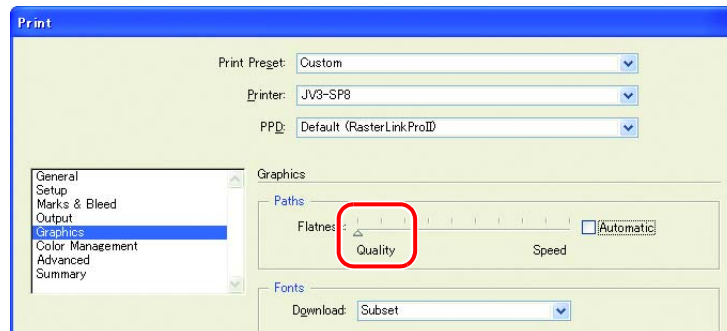 Print
Print Preset: Custom
Printer: JV3-SP8
PPD: Default (RasterLinkProII)
General
Setup
Marks & Bleed
Output
Graphics
Color Management
Advanced
Summary
Graphics
Paths
Flatness: Automatic
Quality Speed
Fonts
Download: Subset